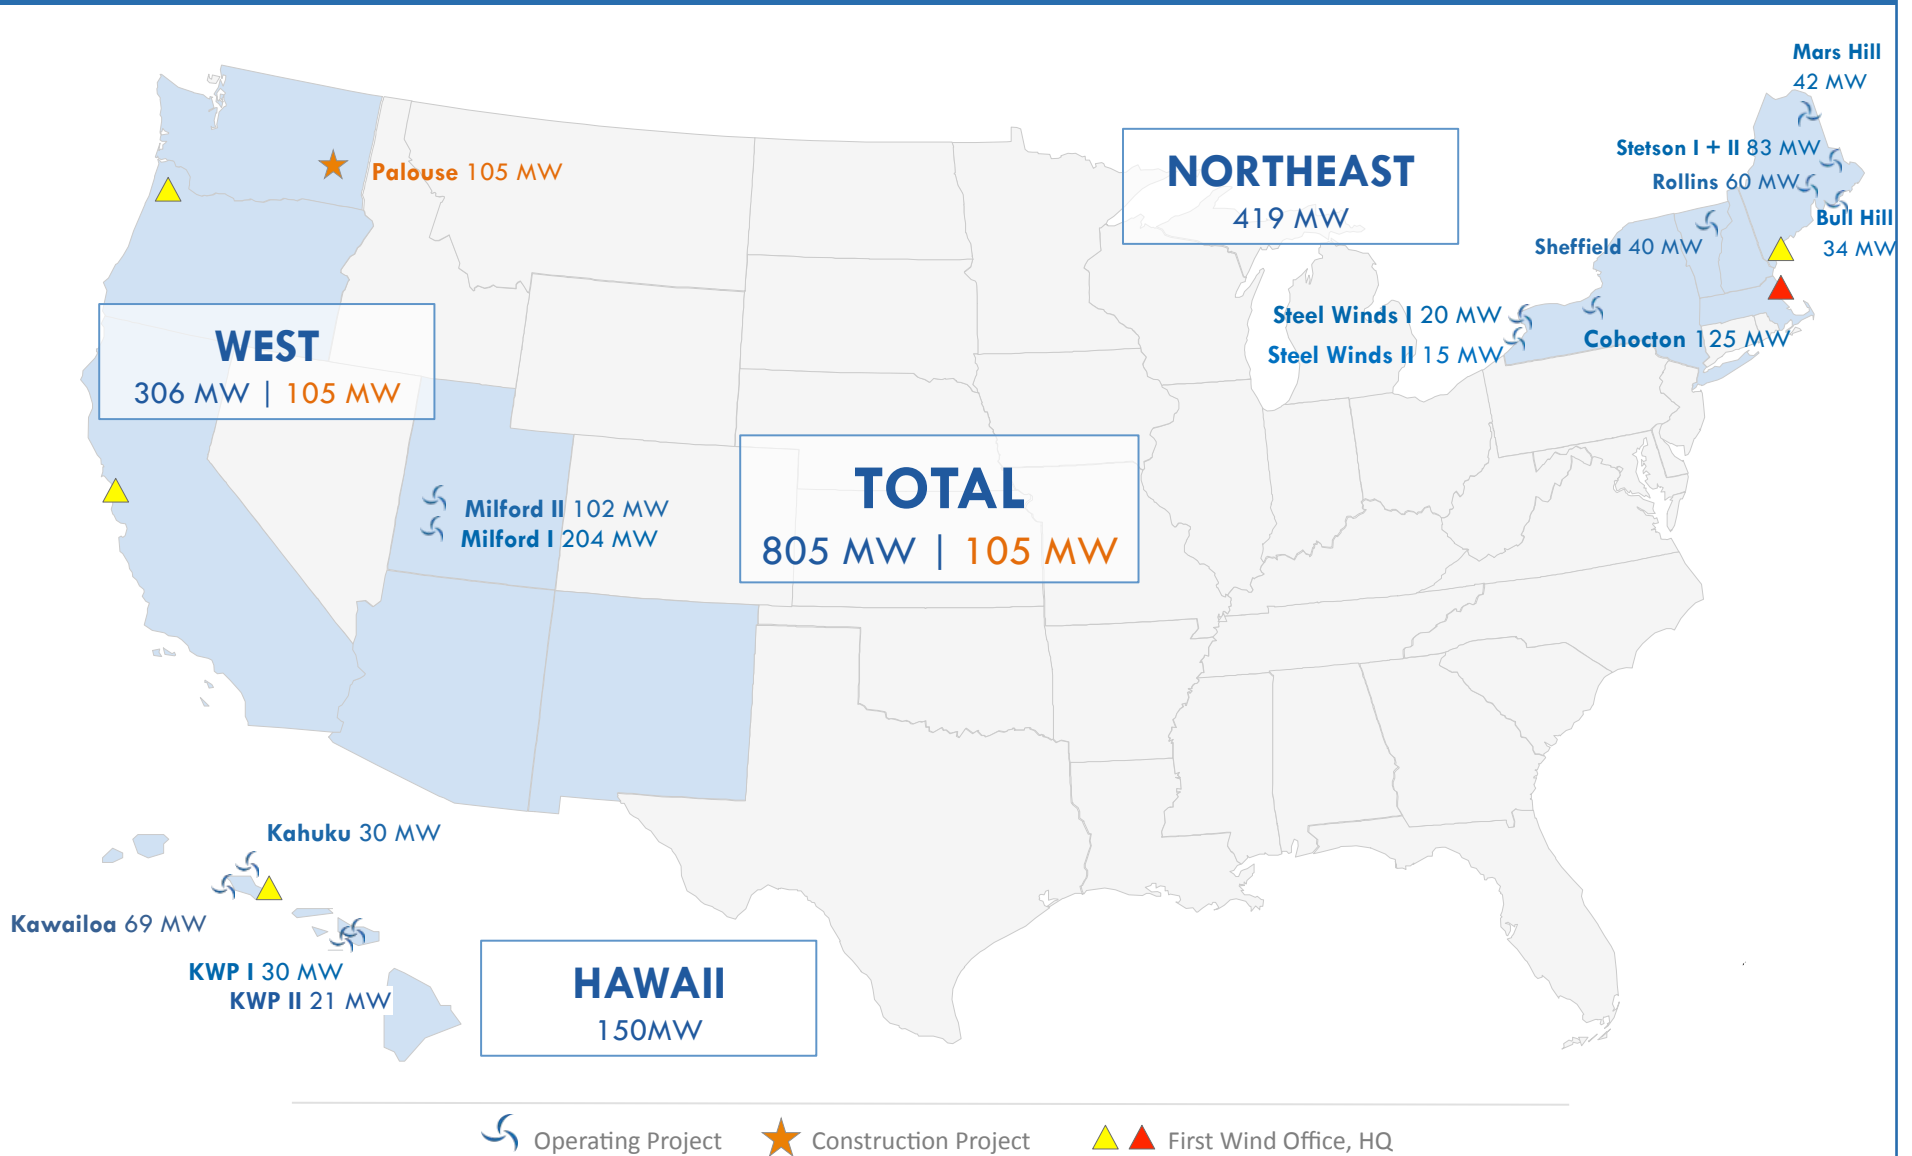 Mars Hill
42 MW
Stetson I + II 83 MW
Rollins 60 MW
Bull Hill
34 MW
Sheffield 40 MW
Palouse 105 MW
NORTHEAST
419 MW
Steel Winds I 20 MW
Steel Winds II 15 MW
Cohocton 125 MW
WEST
306 MW | 105 MW
TOTAL
805 MW | 105 MW
Milford II 102 MW
Milford I 204 MW
Kahuku 30 MW
Kawailoa 69 MW
KWP I 30 MW
KWP II 21 MW
HAWAII
150MW
Operating Project
Construction Project
First Wind Office, HQ